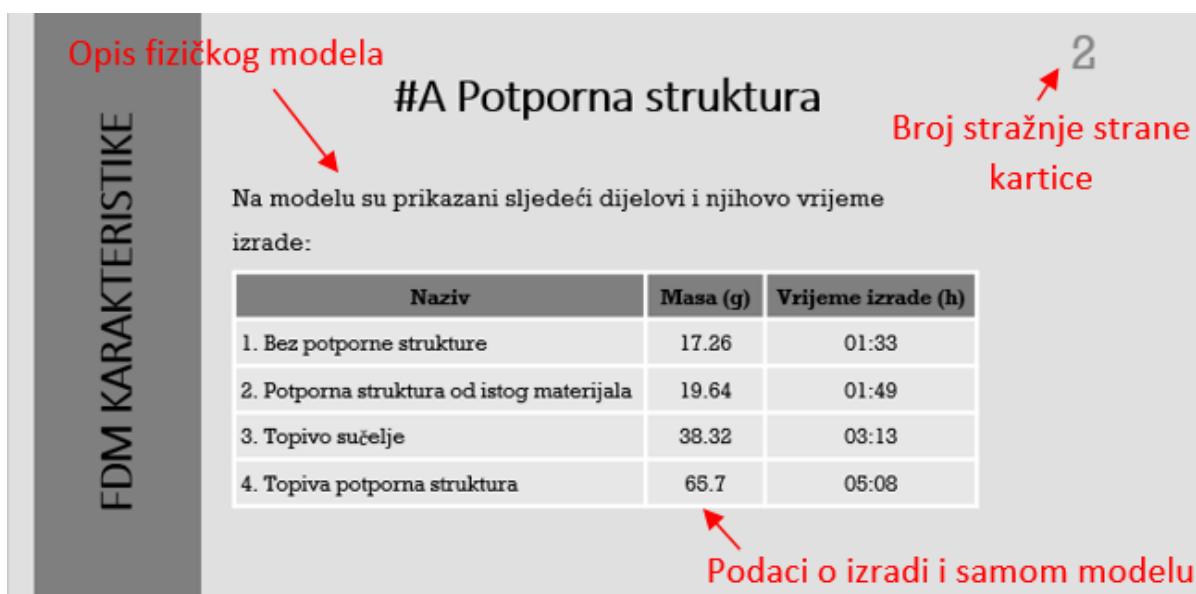 Opis fizičkog modela
2
#A Potporna struktura
Broj stražnje strane
kartice
FDM KARAKTERISTIKE
Na modelu su prikazani sljedeći dijelovi i njihovo vrijeme
izrade:
Naziv Masa (g) Vrijeme izrade (h)
1. Bez potporne strukture 17.26 01:33
2. Potporna struktura od istog materijala 19.64 01:49
3. Topivo sučelje 38.32 03:13
4. Topiva potporna struktura 65.7 05:08
Podaci o izradi i samom modelu